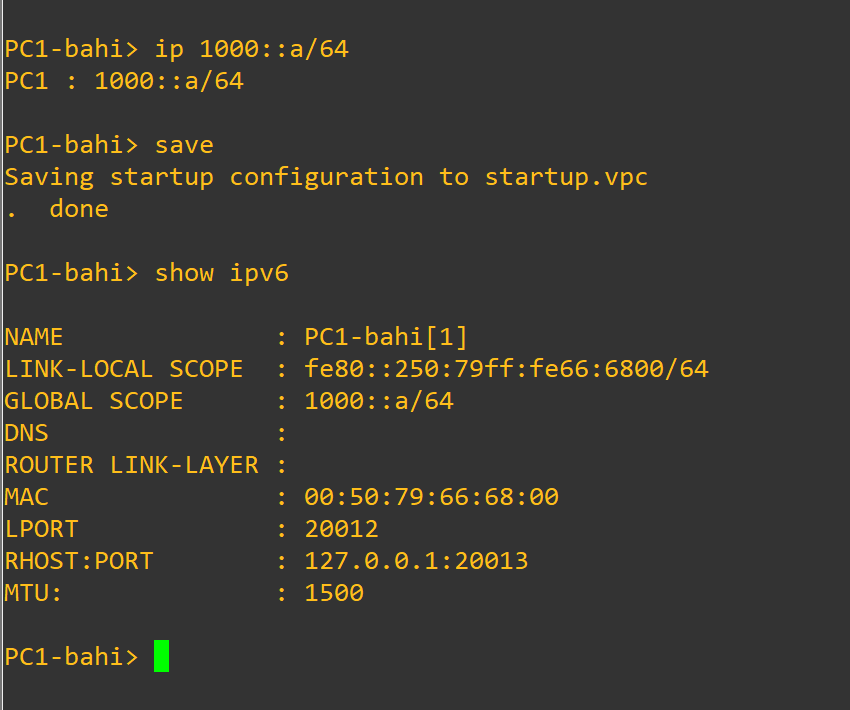 PC1-bahi> ip 1000::a/64
PC1 : 1000::a/64
PC1-bahi> save
Saving startup configuration to startup.vpc
.  done
PC1-bahi> show ipv6
NAME              : PC1-bahi[1]
LINK-LOCAL SCOPE  : fe80::250:79ff:fe66:6800/64
GLOBAL SCOPE      : 1000::a/64
DNS               :
ROUTER LINK-LAYER :
MAC               : 00:50:79:66:68:00
LPORT             : 20012
RHOST:PORT        : 127.0.0.1:20013
MTU:              : 1500
PC1-bahi>